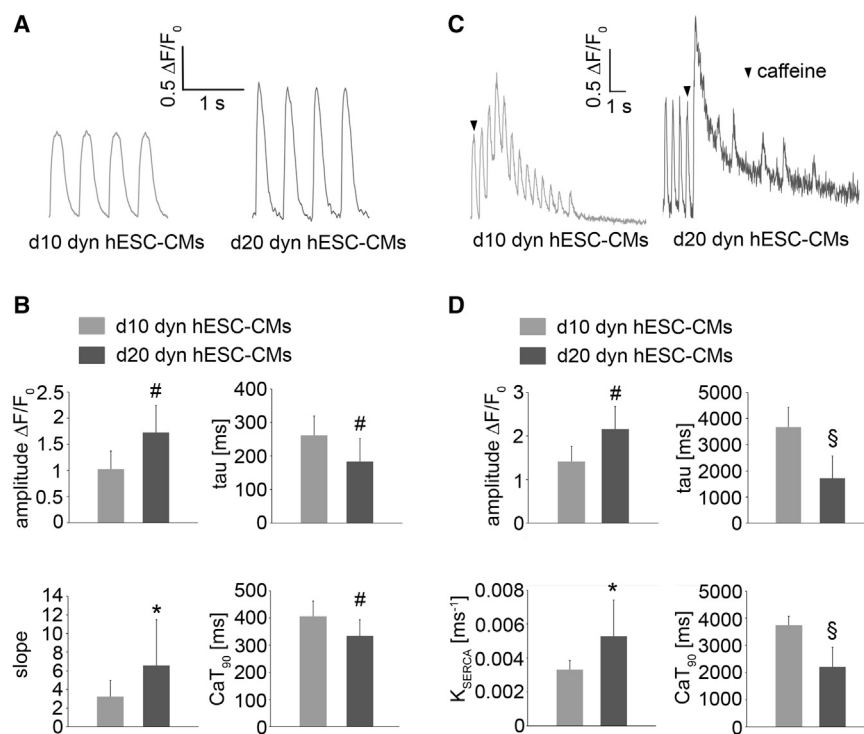 A
0.5 ΔF/F0
1 s
d10 dyn hESC-CMs
d20 dyn hESC-CMs
C
0.5 ΔF/F0
1 s
caffeine
d10 dyn hESC-CMs
d20 dyn hESC-CMs
B
d10 dyn hESC-CMs
d20 dyn hESC-CMs
amplitude ΔF/F0
2.5
2
1.5
1
0.5
0
#
tau [ms]
400
300
200
100
0
#
slope
14
12
10
8
6
4
2
0
*
CaT90 [ms]
500
400
300
200
100
0
#
D
d10 dyn hESC-CMs
d20 dyn hESC-CMs
amplitude ΔF/F0
3
2
1
0
#
tau [ms]
5000
4000
3000
2000
1000
0
§
KSERCA [ms-1]
0.008
0.006
0.004
0.002
0
*
CaT90 [ms]
5000
4000
3000
2000
1000
0
§